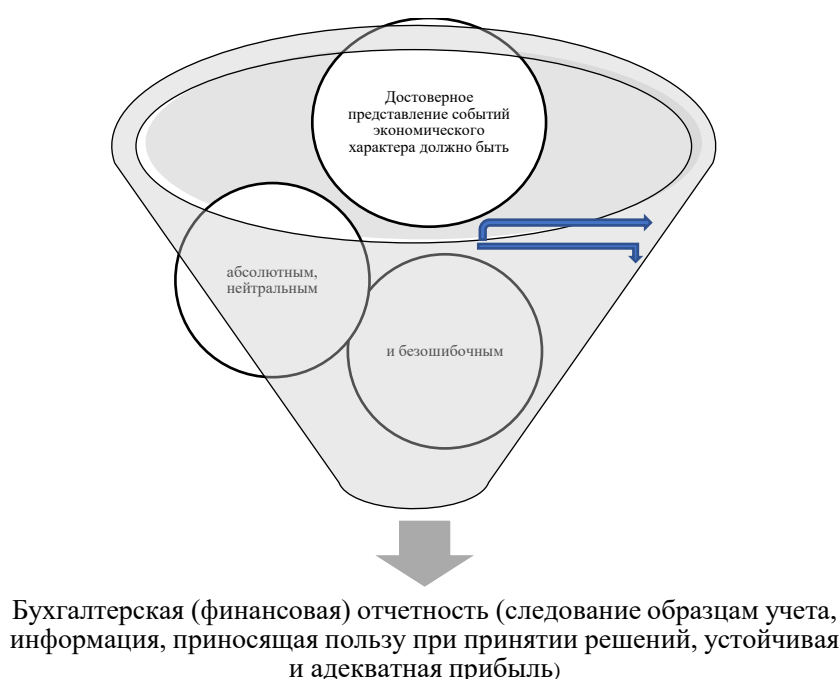 Достоверное
представление событий
экономического
характера должно быть
абсолютным,
нейтральным
и безошибочным
Бухгалтерская (финансовая) отчетность (следование образцам учета,
информация, приносящая пользу при принятии решений, устойчивая
и адекватная прибыль)